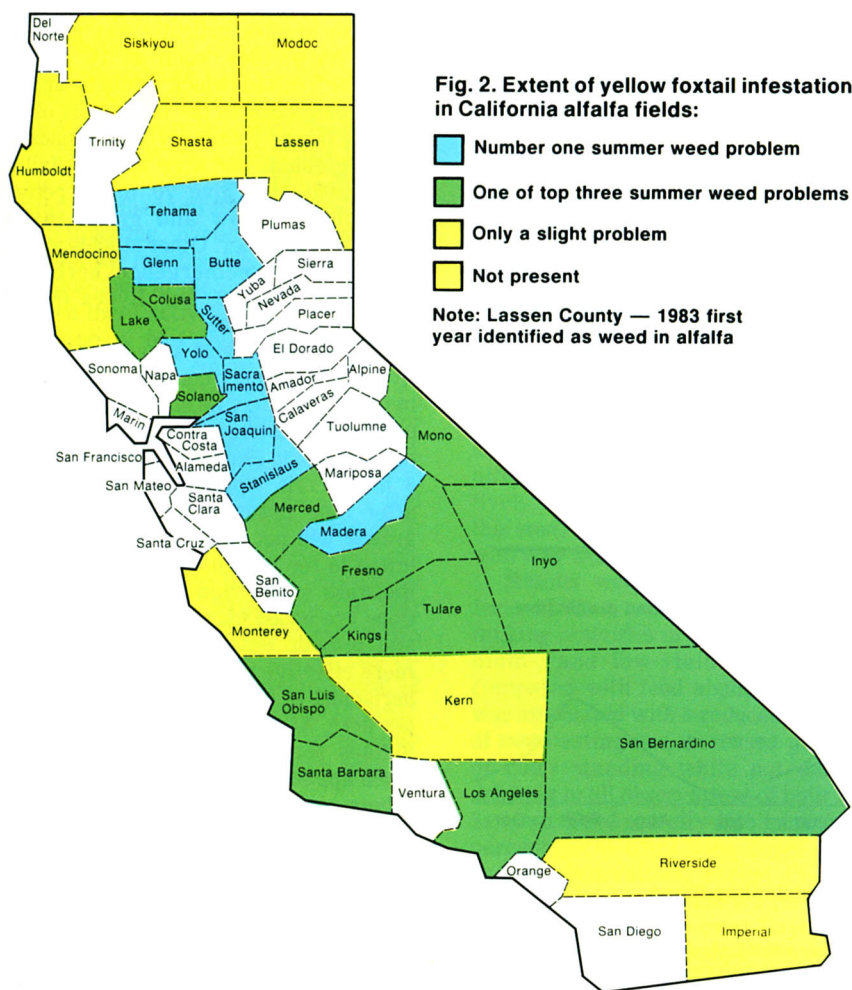 Fig. 2. Extent of yellow foxtail infestation
in California alfalfa fields:
Number one summer weed problem
One of top three summer weed problems
Only a slight problem
Not present
Note: Lassen County — 1983 first
year identified as weed in alfalfa
Del
Norte
Siskiyou
Modoc
Trinity
Shasta
Lassen
Humboldt
Tehama
Plumas
Mendocino
Glenn
Butte
Sierra
Yuba
Nevada
Colusa
Lake
Sutter
Placer
Yolo
El Dorado
Sonoma
Napa
Sacra
mento
Alpine
Amador
Solano
Calaveras
Marin
San
Joaquin
Tuolumne
Contra
Costa
Mono
San Francisco
Alameda
Stanislaus
Mariposa
San Mateo
Santa
Clara
Merced
Madera
Santa Cruz
Inyo
Fresno
San
Benito
Tulare
Monterey
Kings
San Luis
Obispo
Kern
San Bernardino
Santa Barbara
Ventura
Los Angeles
Orange
Riverside
San Diego
Imperial